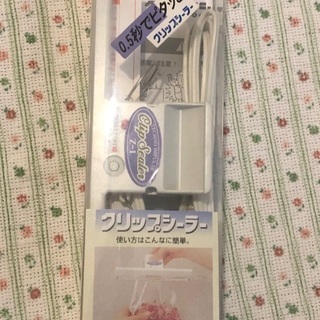 0.5秒でピタッ
クリップシーラー
Clip Sealer
Z-1
クリップシーラー
使い方はこんなに簡単。